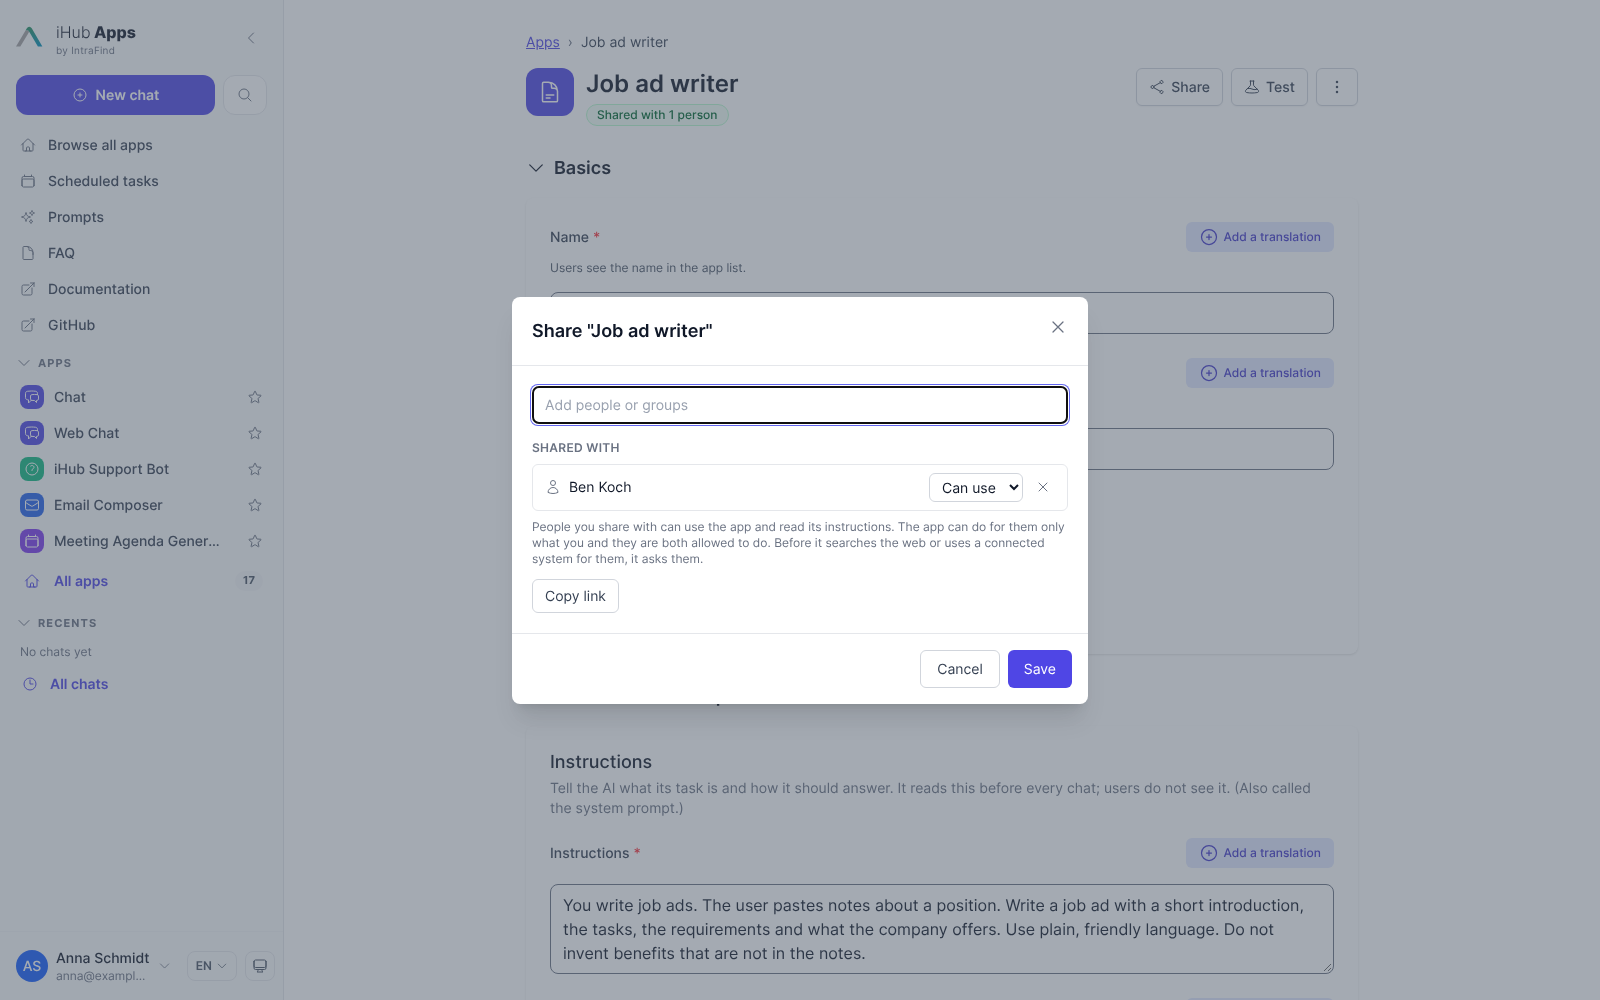 iHub Apps
by IntraFind
New chat
Browse all apps
Scheduled tasks
Prompts
FAQ
Documentation
GitHub
APPS
Chat
Web Chat
iHub Support Bot
Email Composer
Meeting Agenda Gener...
All apps
17
RECENTS
No chats yet
All chats
AS
Anna Schmidt
anna@exampl...
EN
Apps › Job ad writer
Job ad writer
Shared with 1 person
Share
Test
Basics
Name *
Add a translation
Users see the name in the app list.
Add a translation
Share "Job ad writer"
Add people or groups
SHARED WITH
Ben Koch
Can use
People you share with can use the app and read its instructions. The app can do for them only
what you and they are both allowed to do. Before it searches the web or uses a connected
system for them, it asks them.
Copy link
Cancel
Save
Instructions
Tell the AI what its task is and how it should answer. It reads this before every chat; users do not see it. (Also called
the system prompt.)
Instructions *
Add a translation
You write job ads. The user pastes notes about a position. Write a job ad with a short introduction,
the tasks, the requirements and what the company offers. Use plain, friendly language. Do not
invent benefits that are not in the notes.